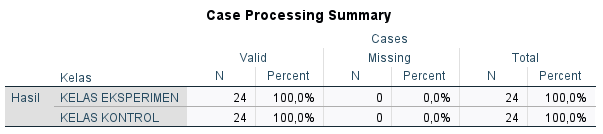 Case Processing Summary
Cases
Valid Missing Total
Kelas N Percent N Percent N Percent
Hasil KELAS EKSPERIMEN 24 100,0% 0 0,0% 24 100,0%
KELAS KONTROL 24 100,0% 0 0,0% 24 100,0%